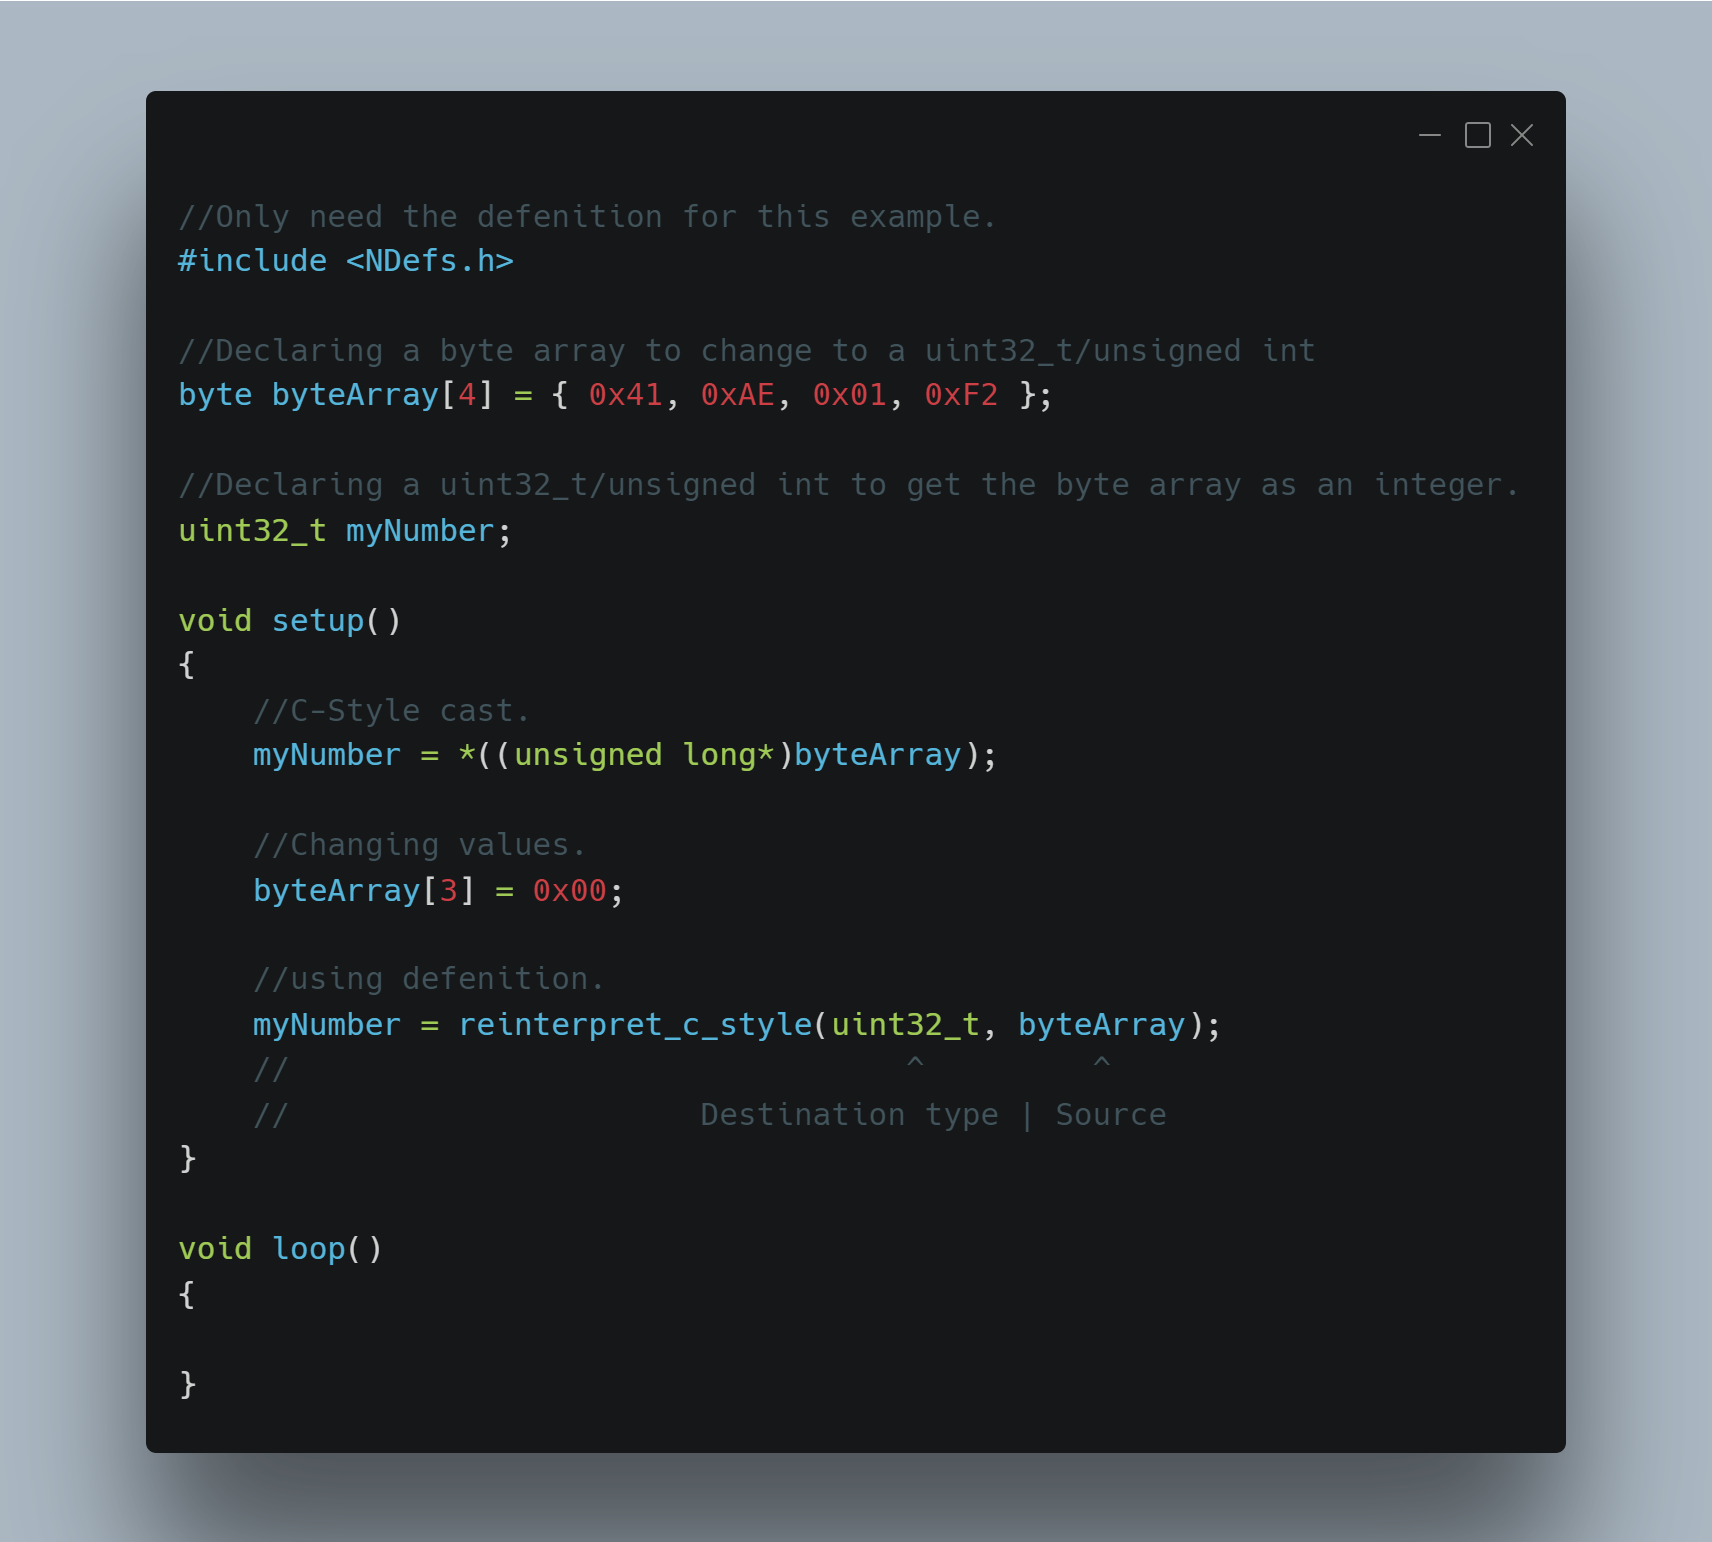 //Only need the defenition for this example.
#include <NDefs.h>
//Declaring a byte array to change to a uint32_t/unsigned int
byte byteArray[4] = { 0x41, 0xAE, 0x01, 0xF2 };
//Declaring a uint32_t/unsigned int to get the byte array as an integer.
uint32_t myNumber;
void setup()
{
    //C-Style cast.
    myNumber = *((unsigned long*)byteArray);
    //Changing values.
    byteArray[3] = 0x00;
    //using defenition.
    myNumber = reinterpret_c_style(uint32_t, byteArray);
    //                                 ^         ^
    //                      Destination type | Source
}
void loop()
{
}